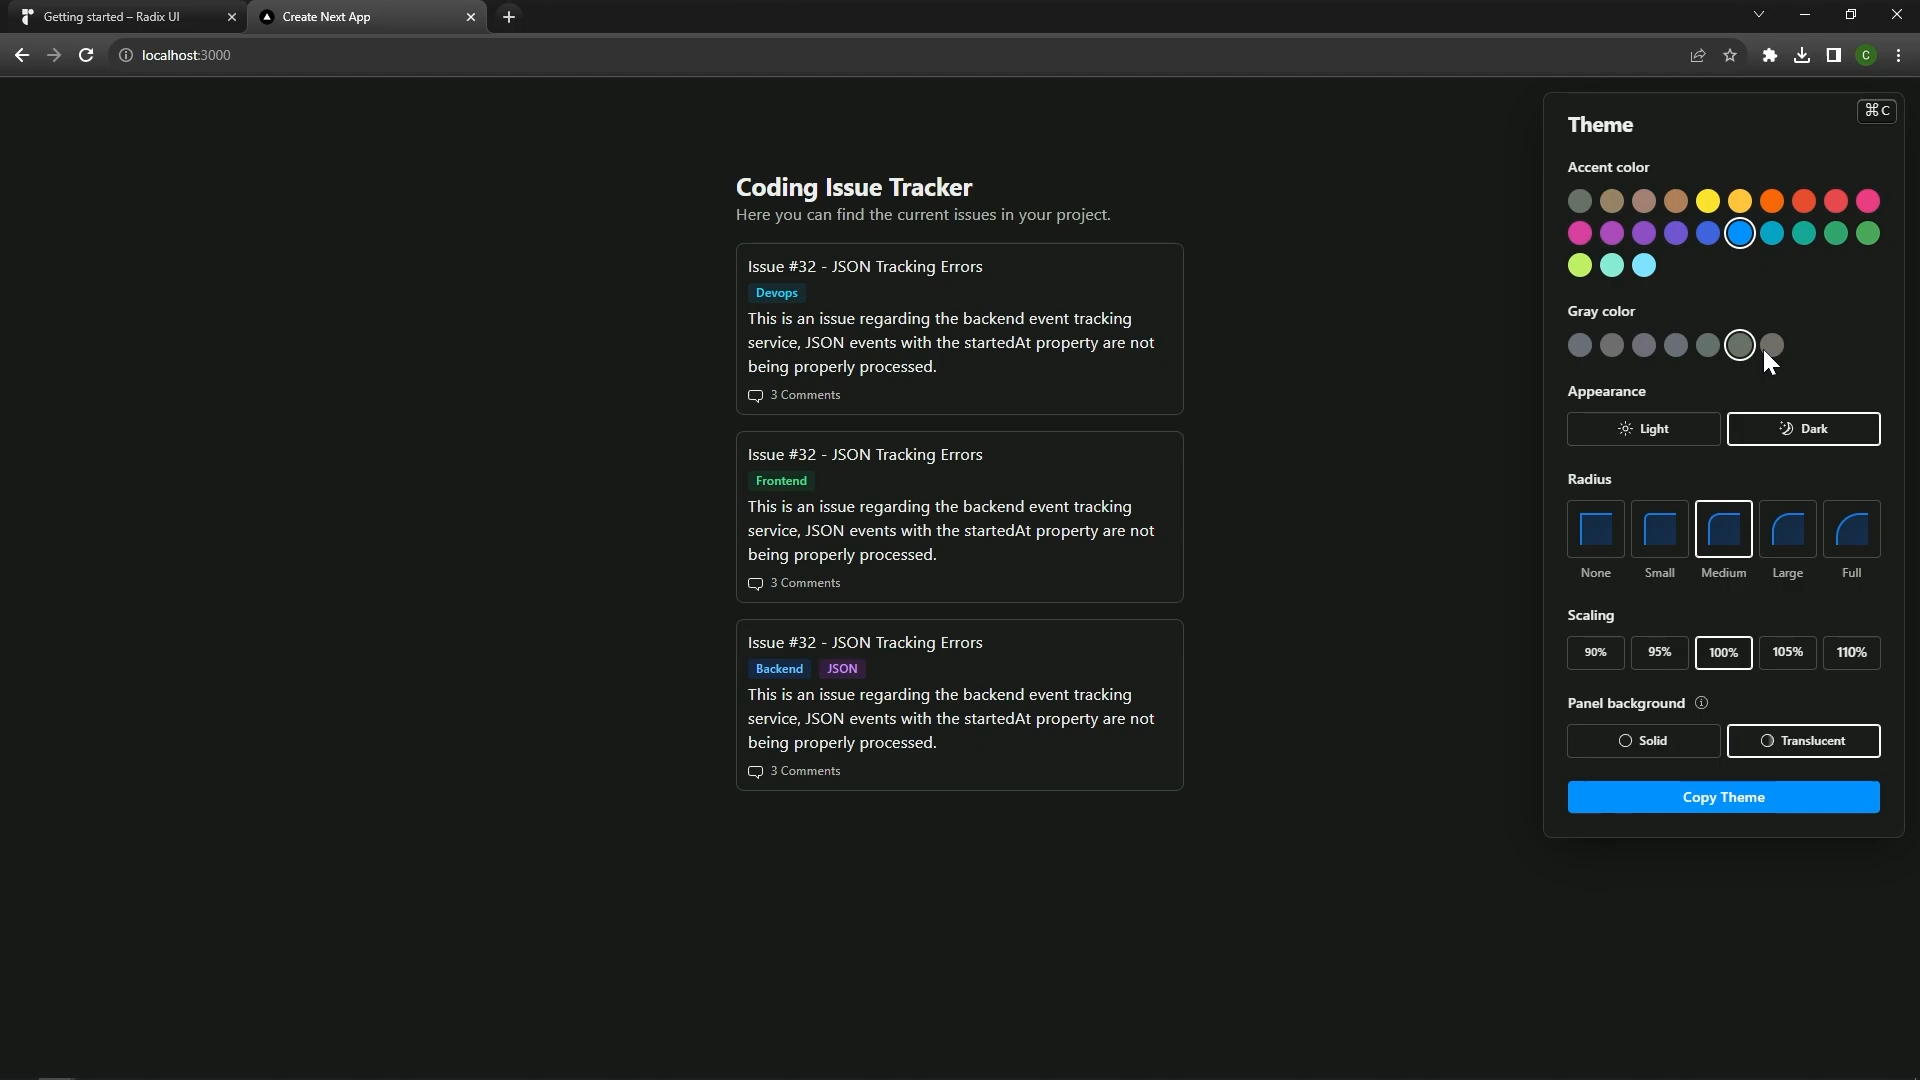 Getting started – Radix UI
Create Next App
localhost:3000
C
⌘C
Theme
Accent color
Gray color
Appearance
Light
Dark
Radius
None
Small
Medium
Large
Full
Scaling
90%
95%
100%
105%
110%
Panel background
Solid
Translucent
Copy Theme
Coding Issue Tracker
Here you can find the current issues in your project.
Issue #32 - JSON Tracking Errors
Devops
This is an issue regarding the backend event tracking
service, JSON events with the startedAt property are not
being properly processed.
3 Comments
Issue #32 - JSON Tracking Errors
Frontend
This is an issue regarding the backend event tracking
service, JSON events with the startedAt property are not
being properly processed.
3 Comments
Issue #32 - JSON Tracking Errors
Backend JSON
This is an issue regarding the backend event tracking
service, JSON events with the startedAt property are not
being properly processed.
3 Comments